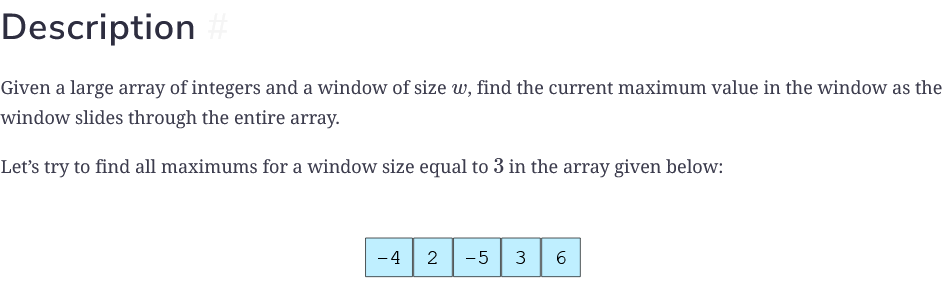 Description #
Given a large array of integers and a window of size w, find the current maximum value in the window as the
window slides through the entire array.
Let’s try to find all maximums for a window size equal to 3 in the array given below:
-4 2 -5 3 6